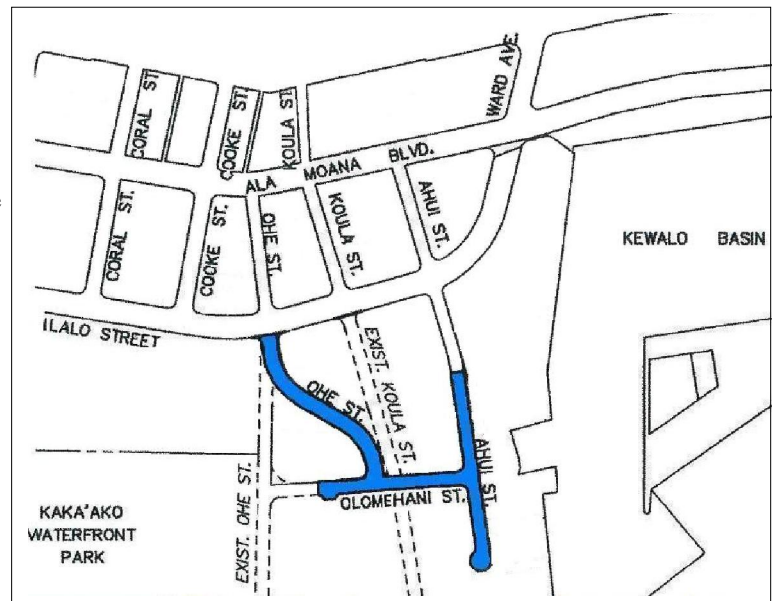 WARD AVE.
CORAL ST.
COOKE ST.
KOULA ST.
ALA MOANA BLVD.
CORAL ST.
COOKE ST.
OHE ST.
KOULA ST.
AHUI ST.
KEWALO BASIN
ILALO STREET
EXIST. KOULA ST.
OHE ST.
AHUI ST.
OLOMEHANI ST.
EXIST. OHE ST.
KAKA'AKO
WATERFRONT
PARK